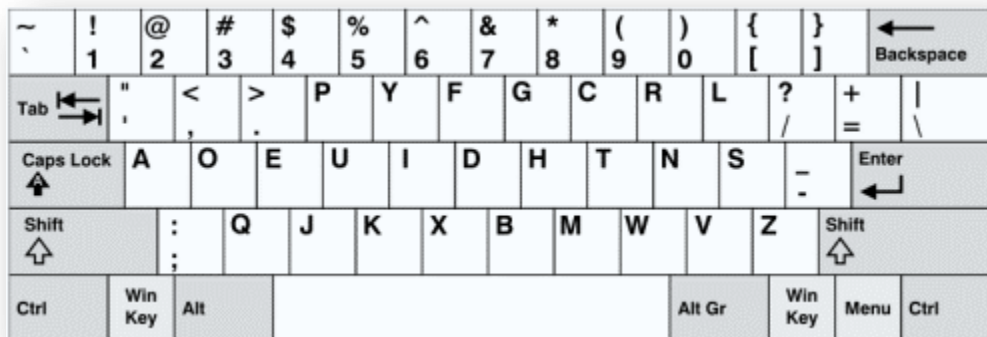 ~ ! @ # $ % ^ & * ( ) { }
` 1 2 3 4 5 6 7 8 9 0 [ ] Backspace
Tab " < > P Y F G C R L ? + |
' , . / = \
Caps Lock A O E U I D H T N S _ Enter
-
Shift : Q J K X B M W V Z Shift
;
Ctrl Win Key Alt Alt Gr Win Key Menu Ctrl